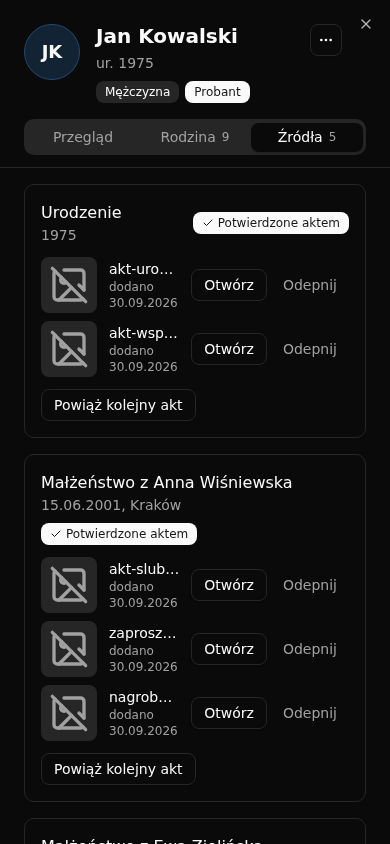 JK
Jan Kowalski
ur. 1975
Mężczyzna
Probant
Przegląd
Rodzina 9
Źródła 5
Urodzenie
1975
Potwierdzone aktem
akt-uro…
dodano
30.09.2026
Otwórz
Odepnij
akt-wsp…
dodano
30.09.2026
Otwórz
Odepnij
Powiąż kolejny akt
Małżeństwo z Anna Wiśniewska
15.06.2001, Kraków
Potwierdzone aktem
akt-slub…
dodano
30.09.2026
Otwórz
Odepnij
zaprosz…
dodano
30.09.2026
Otwórz
Odepnij
nagrob…
dodano
30.09.2026
Otwórz
Odepnij
Powiąż kolejny akt
Małżeństwo z Ewa Zielińska